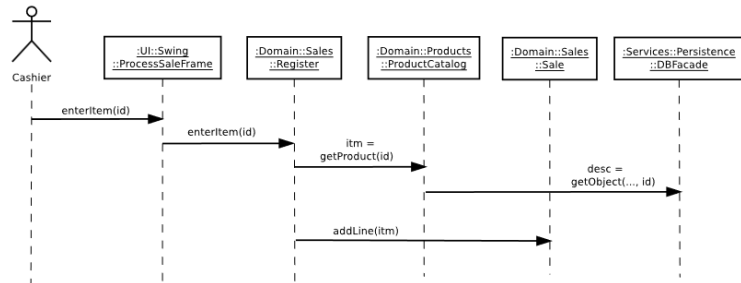 :UI::Swing
::ProcessSaleFrame
:Domain::Sales
::Register
:Domain::Products
::ProductCatalog
:Domain::Sales
::Sale
:Services::Persistence
::DBFacade
Cashier
enterItem(id)
enterItem(id)
itm =
getProduct(id)
desc =
getObject(..., id)
addLine(itm)